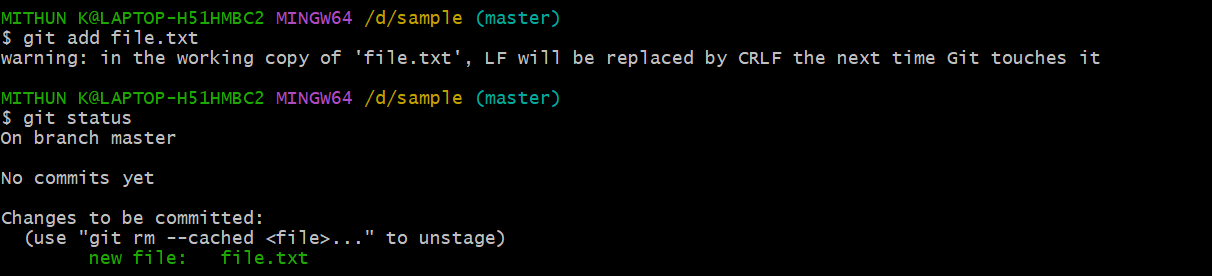 MITHUN K@LAPTOP-H51HMBC2 MINGW64 /d/sample (master)
$ git add file.txt
warning: in the working copy of 'file.txt', LF will be replaced by CRLF the next time Git touches it
MITHUN K@LAPTOP-H51HMBC2 MINGW64 /d/sample (master)
$ git status
On branch master
No commits yet
Changes to be committed:
  (use "git rm --cached <file>..." to unstage)
        new file:   file.txt